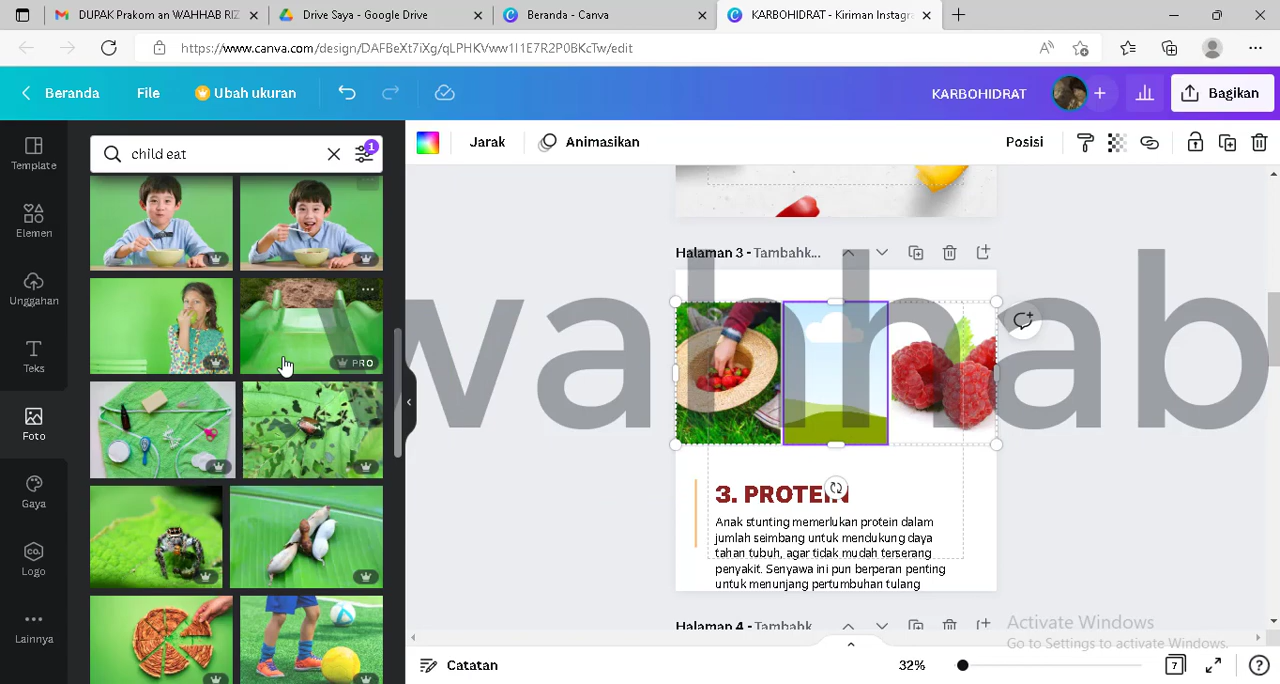 DUPAK Prakom an WAHHAB RIZ
Drive Saya - Google Drive
Beranda - Canva
KARBOHIDRAT - Kiriman Instagra
https://www.canva.com/design/DAFBeXt7iXg/qLPHKVww1I1E7R2P0BKcTw/edit
Beranda
File
Ubah ukuran
KARBOHIDRAT
Bagikan
child eat
1
Jarak
Animasikan
Posisi
Template
Elemen
Unggahan
Teks
Foto
Gaya
Logo
Lainnya
PRO
Halaman 3 - Tambahk...
wahhab
3. PROTEIN
Anak stunting memerlukan protein dalam
jumlah seimbang untuk mendukung daya
tahan tubuh, agar tidak mudah terserang
penyakit. Senyawa ini pun berperan penting
untuk menunjang pertumbuhan tulang
Halaman 4 - Tambahk
Activate Windows
Go to Settings to activate Windows.
Catatan
32%
7